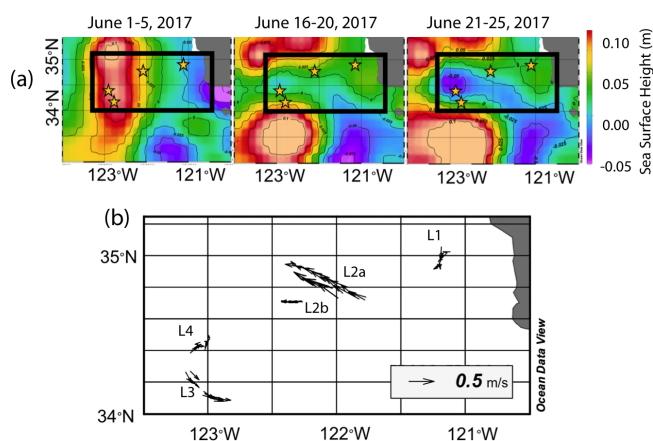 June 1-5, 2017 June 16-20, 2017 June 21-25, 2017
(a)
35°N
34°N
123°W 121°W 123°W 121°W 123°W 121°W
0.10
0.05
0.00
-0.05
Sea Surface Height (m)
(b)
35°N
34°N
L1
L2a
L2b
L4
L3
0.5 m/s
123°W 122°W 121°W
Ocean Data View